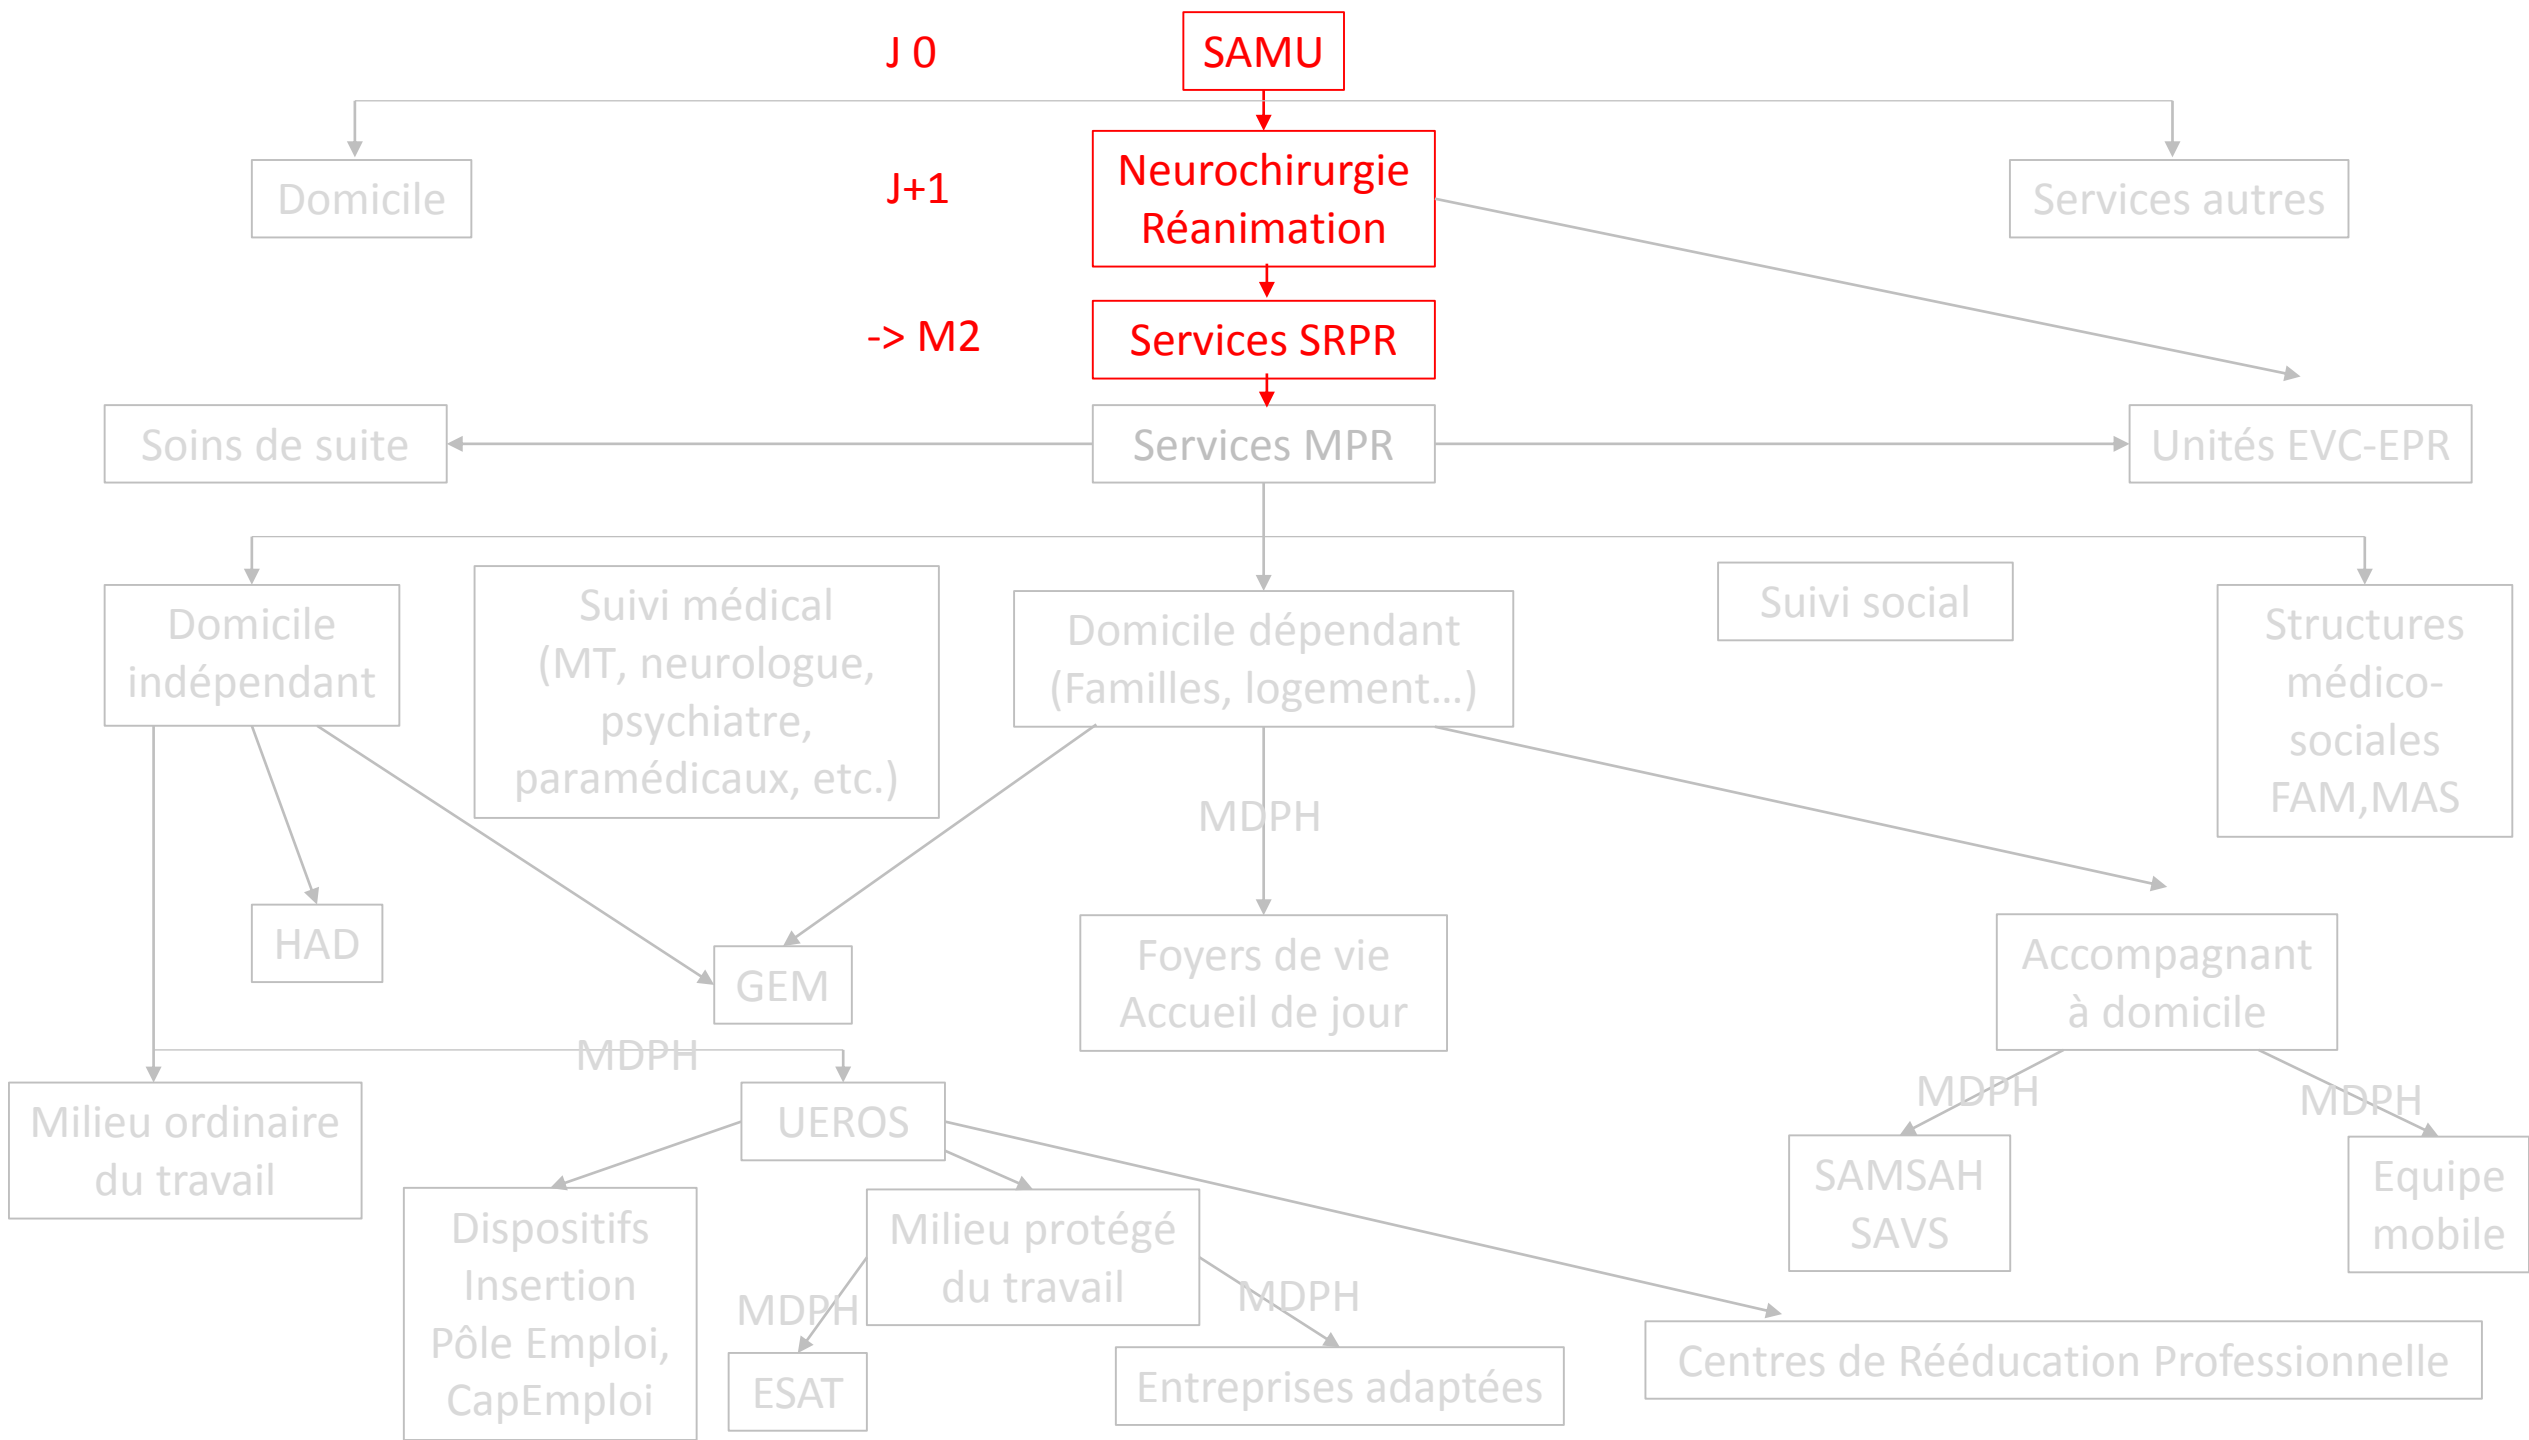 J 0
SAMU
Domicile
J+1
Neurochirurgie
Réanimation
Services autres
-> M2
Services SRPR
Soins de suite
Services MPR
Unités EVC-EPR
Domicile
indépendant
Suivi médical
(MT, neurologue,
psychiatre,
paramédicaux, etc.)
Domicile dépendant
(Familles, logement...)
Suivi social
Structures
médico-
sociales
FAM,MAS
MDPH
HAD
GEM
Foyers de vie
Accueil de jour
Accompagnant
à domicile
MDPH
Milieu ordinaire
du travail
UEROS
MDPH
MDPH
SAMSAH
SAVS
Equipe
mobile
Dispositifs
Insertion
Pôle Emploi,
CapEmploi
Milieu protégé
du travail
MDPH
MDPH
ESAT
Entreprises adaptées
Centres de Rééducation Professionnelle